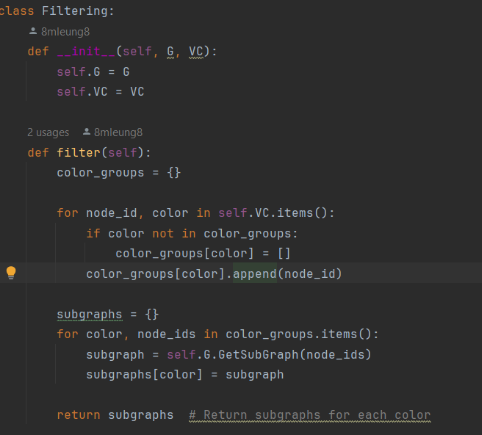 class Filtering:
8mleung8
def __init__(self, G, VC):
self.G = G
self.VC = VC
2 usages 8mleung8
def filter(self):
color_groups = {}
for node_id, color in self.VC.items():
if color not in color_groups:
color_groups[color] = []
color_groups[color].append(node_id)
subgraphs = {}
for color, node_ids in color_groups.items():
subgraph = self.G.GetSubGraph(node_ids)
subgraphs[color] = subgraph
return subgraphs # Return subgraphs for each color